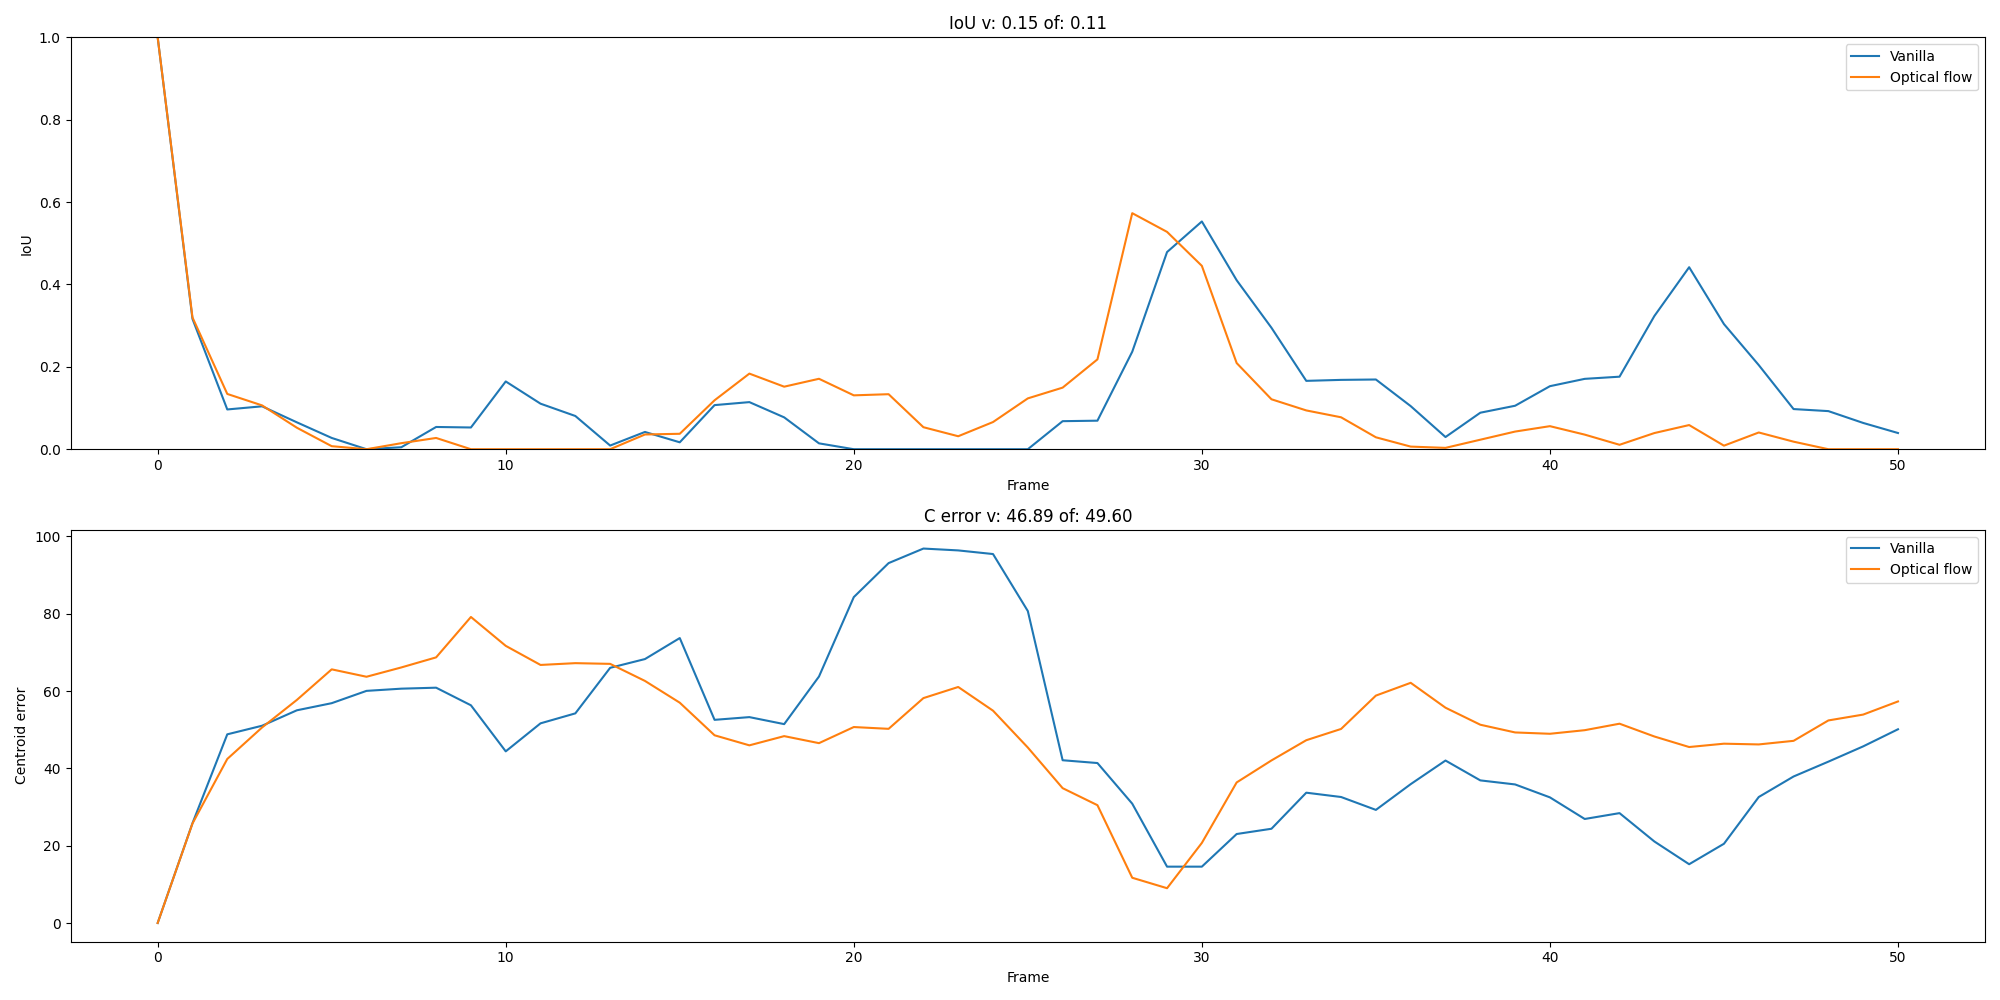 IoU v: 0.15 of: 0.11
1.0
0.8
0.6
0.4
0.2
0.0
IoU
Vanilla
Optical flow
0 10 20 30 40 50
Frame
C error v: 46.89 of: 49.60
100
80
60
40
20
0
Centroid error
Vanilla
Optical flow
0 10 20 30 40 50
Frame